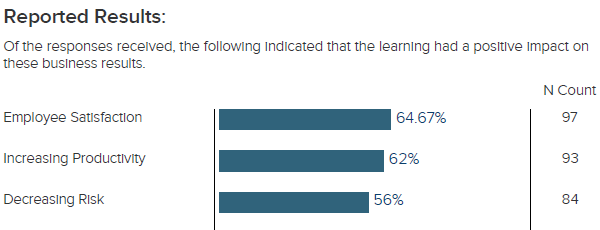 Reported Results:
Of the responses received, the following indicated that the learning had a positive impact on
these business results.
N Count
Employee Satisfaction 64.67% 97
Increasing Productivity 62% 93
Decreasing Risk 56% 84